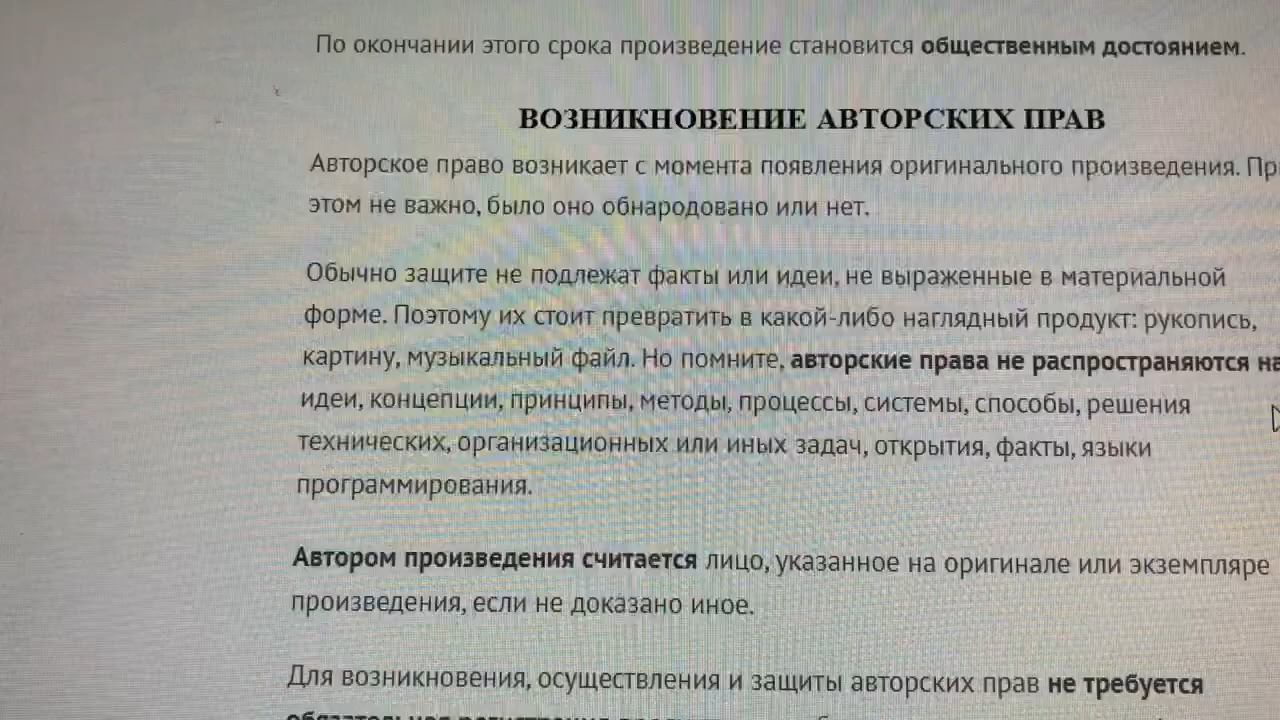 По окончании этого срока произведение становится общественным достоянием.
ВОЗНИКНОВЕНИЕ АВТОРСКИХ ПРАВ
Авторское право возникает с момента появления оригинального произведения. Пр
этом не важно, было оно обнародовано или нет.
Обычно защите не подлежат факты или идеи, не выраженные в материальной
форме. Поэтому их стоит превратить в какой-либо наглядный продукт: рукопись,
картину, музыкальный файл. Но помните, авторские права не распространяются на
идеи, концепции, принципы, методы, процессы, системы, способы, решения
технических, организационных или иных задач, открытия, факты, языки
программирования.
Автором произведения считается лицо, указанное на оригинале или экземпляре
произведения, если не доказано иное.
Для возникновения, осуществления и защиты авторских прав не требуется